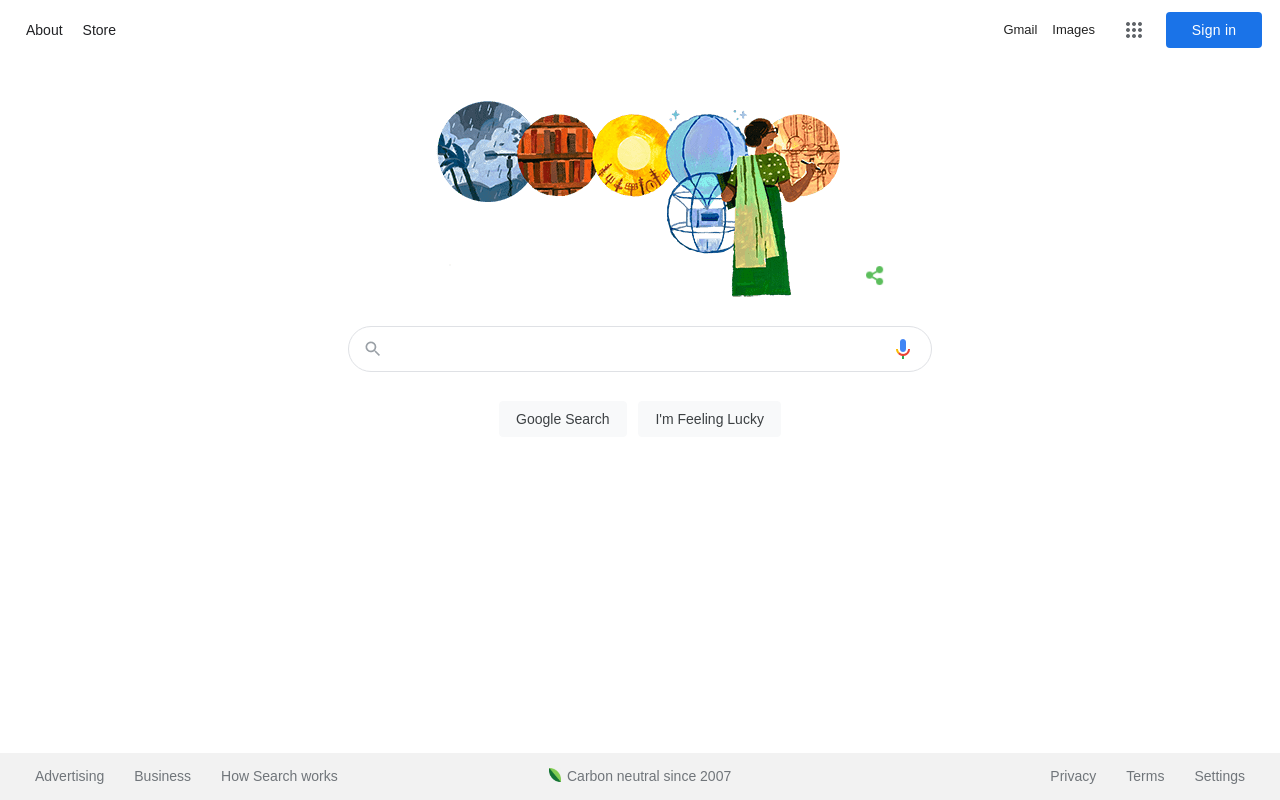 About Store
Gmail Images
Sign in
Google Search I'm Feeling Lucky
Advertising Business How Search works
Carbon neutral since 2007
Privacy Terms Settings